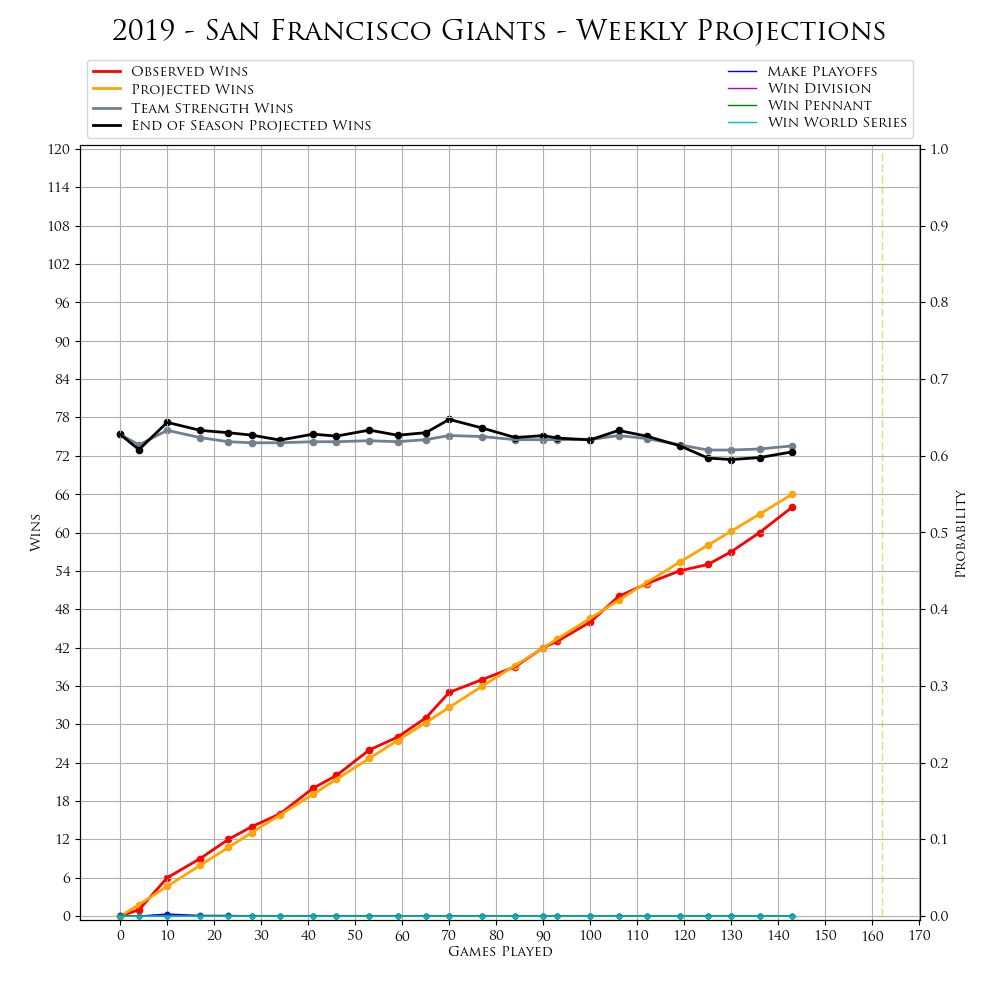 2019 - San Francisco Giants - Weekly Projections
Observed Wins
Projected Wins
Team Strength Wins
End of Season Projected Wins
Make Playoffs
Win Division
Win Pennant
Win World Series
120
114
108
102
96
90
84
78
72
66
60
54
48
42
36
30
24
18
12
6
0
Wins
1.0
0.9
0.8
0.7
0.6
0.5
0.4
0.3
0.2
0.1
0.0
Probability
0 10 20 30 40 50 60 70 80 90 100 110 120 130 140 150 160 170
Games Played